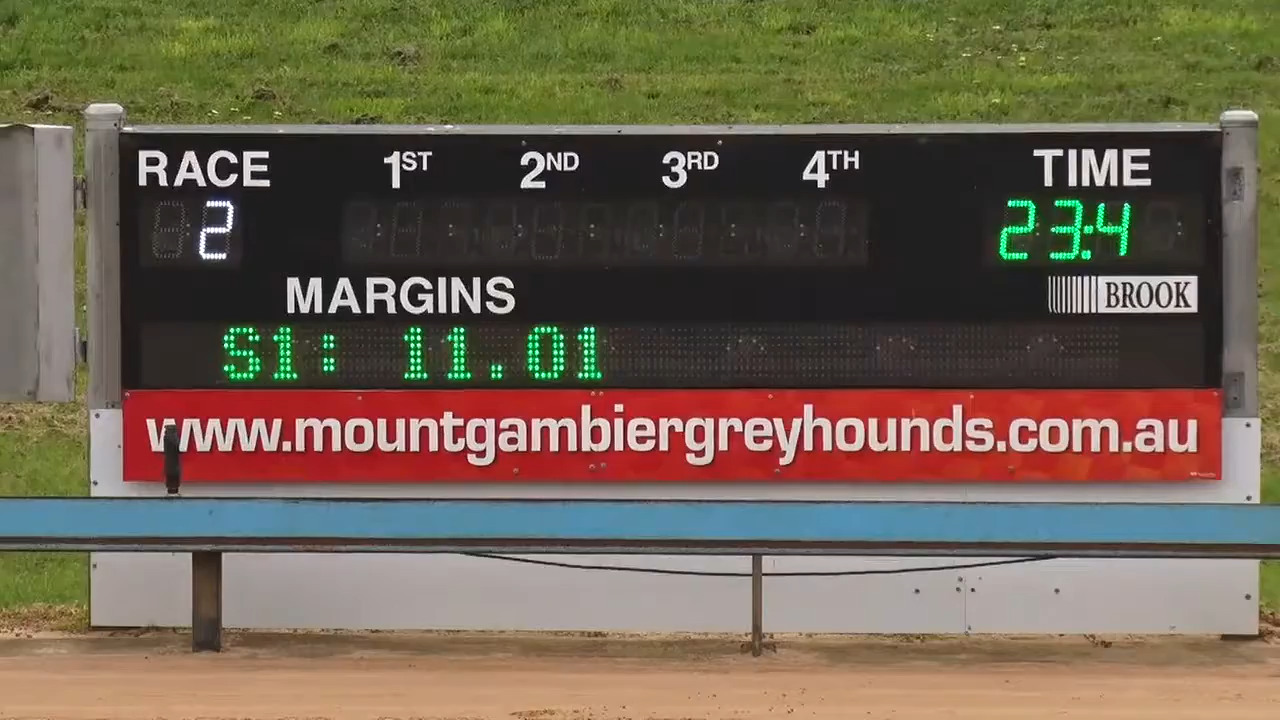 RACE 1ST 2ND 3RD 4TH TIME
2 23:4
MARGINS BROOK
S1: 11.01
www.mountgambiergreyhounds.com.au